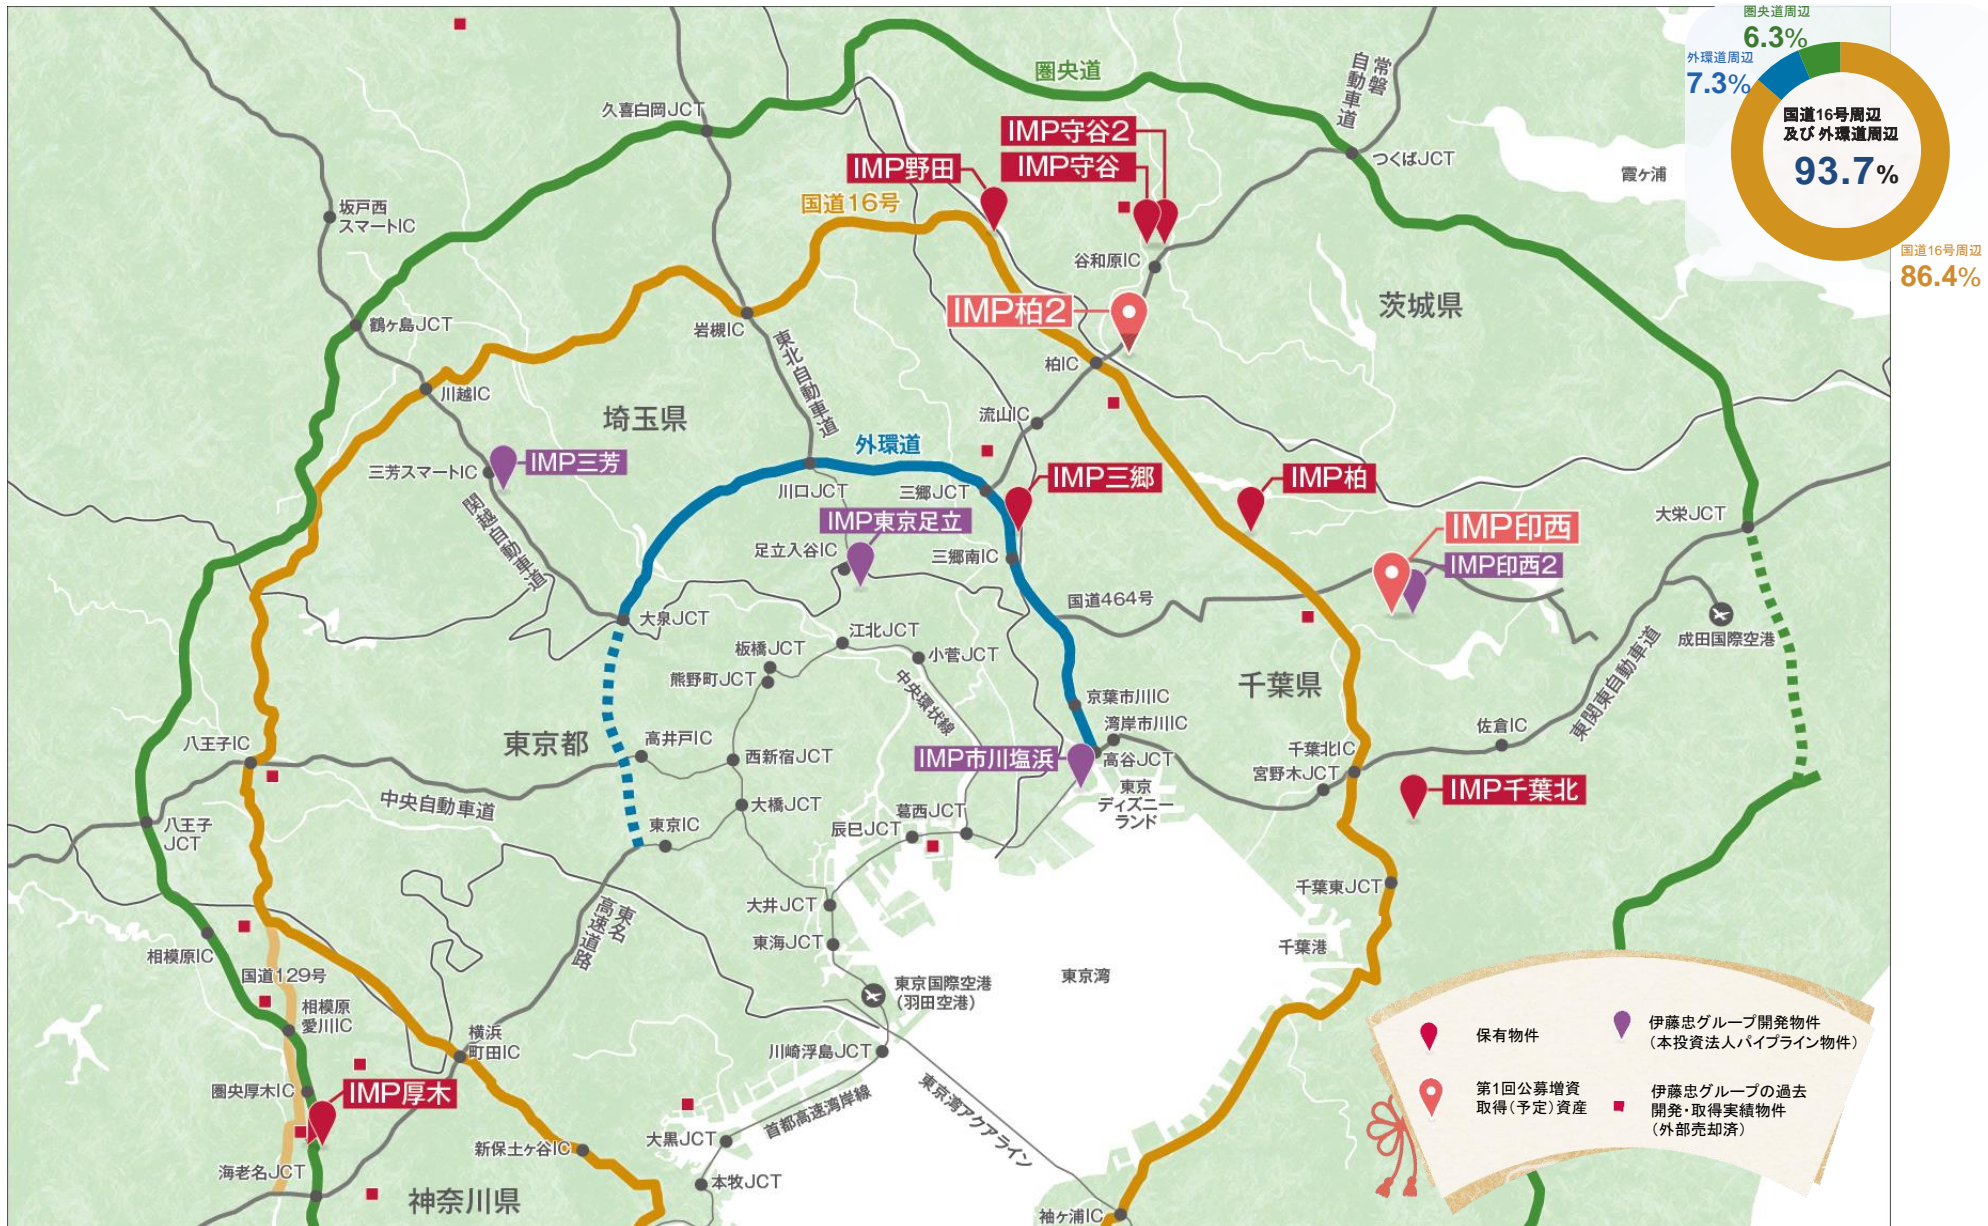 圏央道周辺
6.3%
外環道周辺
7.3%
国道16号周辺
及び 外環道周辺
93.7%
国道16号周辺
86.4%
圏央道
常磐
自動車道
久喜白岡JCT
IMP守谷2
IMP守谷
IMP野田
国道16号
つくばJCT
霞ヶ浦
坂戸西
スマートIC
谷和原IC
IMP柏2
茨城県
鶴ヶ島JCT
岩槻IC
東北自動車道
柏IC
川越IC
流山IC
埼玉県
外環道
三芳スマートIC
IMP三芳
関越自動車道
川口JCT
三郷JCT
IMP三郷
IMP柏
IMP東京足立
足立入谷IC
三郷南IC
IMP印西
IMP印西2
大栄JCT
国道464号
大泉JCT
成田国際空港
江北JCT
板橋JCT
小菅JCT
熊野町JCT
中央環状線
千葉県
京葉市川IC
湾岸市川IC
東関東自動車道
佐倉IC
東京都
八王子IC
高井戸IC
西新宿JCT
IMP市川塩浜
高谷JCT
千葉北IC
宮野木JCT
東京
ディズニー
ランド
IMP千葉北
中央自動車道
大橋JCT
東京IC
葛西JCT
辰巳JCT
八王子
JCT
千葉東JCT
大井JCT
東名
高速道路
東海JCT
千葉港
相模原IC
国道129号
東京国際空港
(羽田空港)
東京湾
相模原
愛川IC
横浜
町田IC
川崎浮島JCT
圏央厚木IC
IMP厚木
首都高速湾岸線
東京湾アクアライン
大黒JCT
新保土ヶ谷IC
海老名JCT
神奈川県
本牧JCT
袖ヶ浦IC
保有物件
伊藤忠グループ開発物件
(本投資法人パイプライン物件)
第1回公募増資
取得(予定)資産
伊藤忠グループの過去
開発・取得実績物件
(外部売却済)